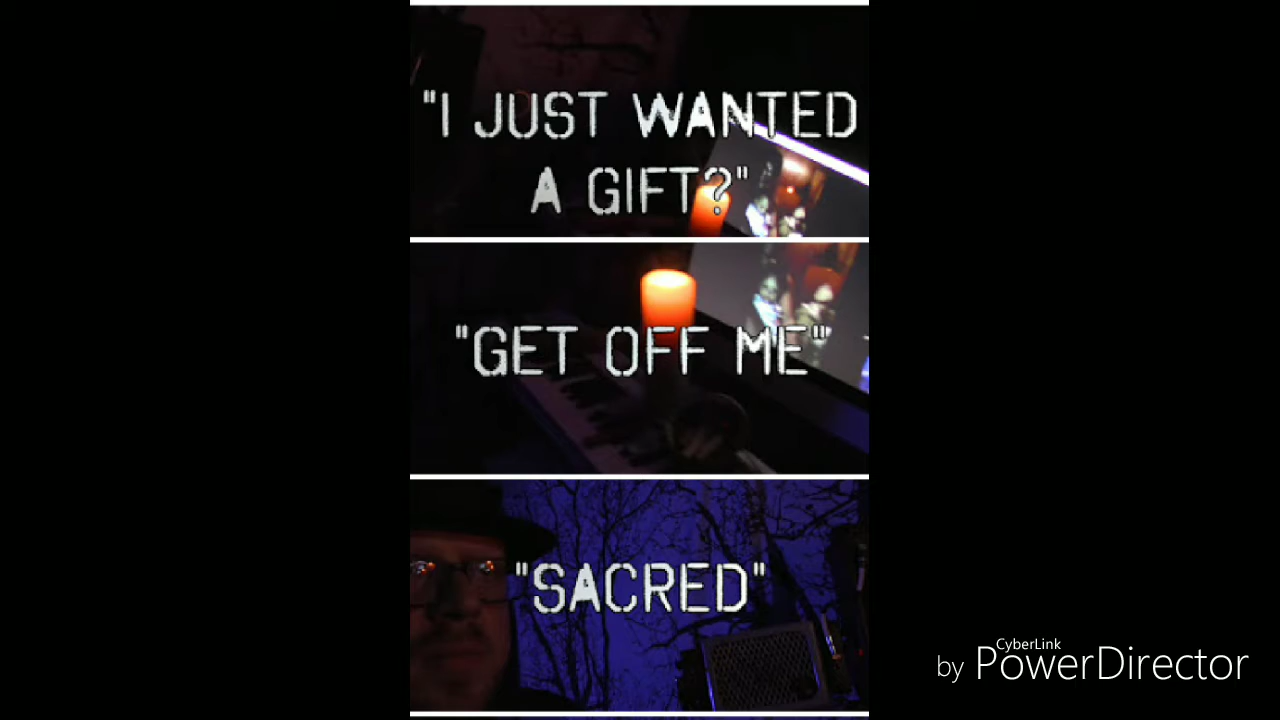 "I JUST WANTED
A GIFT?"
"GET OFF ME"
"SACRED"
CyberLink
by PowerDirector